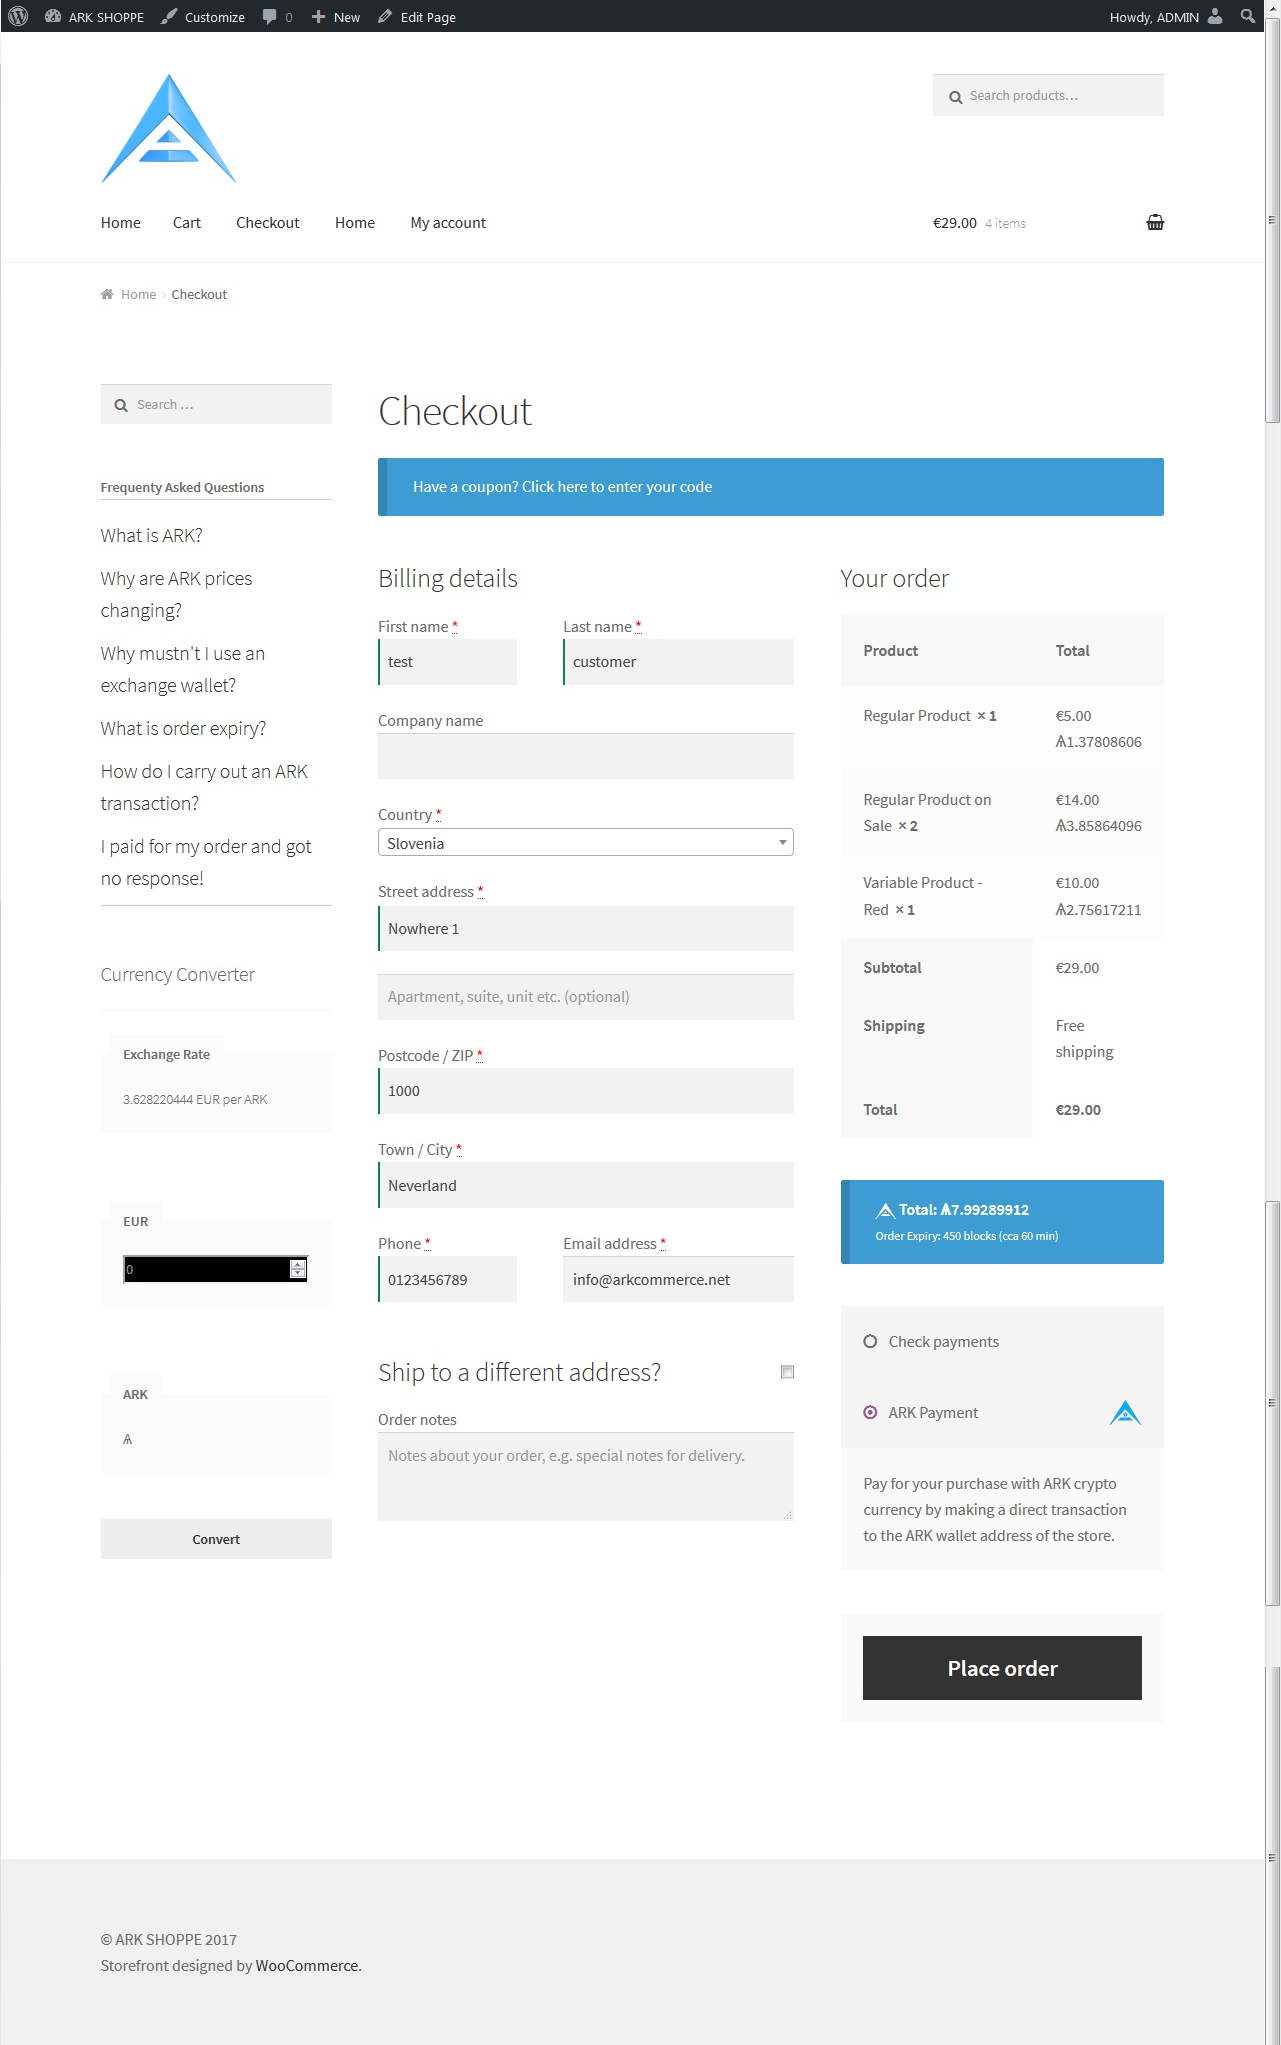 ARK SHOPPE Customize 0 New Edit Page Howdy, ADMIN
Search products...
Home Cart Checkout Home My account €29.00 4 items
Home Checkout
Search ...
Checkout
Have a coupon? Click here to enter your code
Frequenty Asked Questions
What is ARK?
Why are ARK prices
changing?
Why mustn't I use an
exchange wallet?
What is order expiry?
How do I carry out an ARK
transaction?
I paid for my order and got
no response!
Currency Converter
Exchange Rate
3.628220444 EUR per ARK
EUR
0
ARK
Ѧ
Convert
Billing details
First name * Last name *
test customer
Company name
Country *
Slovenia
Street address *
Nowhere 1
Apartment, suite, unit etc. (optional)
Postcode / ZIP *
1000
Town / City *
Neverland
Phone * Email address *
0123456789 info@arkcommerce.net
Ship to a different address?
Order notes
Notes about your order, e.g. special notes for delivery.
Your order
Product Total
Regular Product × 1 €5.00
Ѧ1.37808606
Regular Product on €14.00
Sale × 2 Ѧ3.85864096
Variable Product - €10.00
Red × 1 Ѧ2.75617211
Subtotal €29.00
Shipping Free
shipping
Total €29.00
Total: Ѧ7.99289912
Order Expiry: 450 blocks (cca 60 min)
Check payments
ARK Payment
Pay for your purchase with ARK crypto
currency by making a direct transaction
to the ARK wallet address of the store.
Place order
© ARK SHOPPE 2017
Storefront designed by WooCommerce.